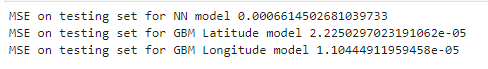 MSE on testing set for NN model 0.0006614502681039733
MSE on testing set for GBM Latitude model 2.2250297023191062e-05
MSE on testing set for GBM Longitude model 1.10444911959458e-05